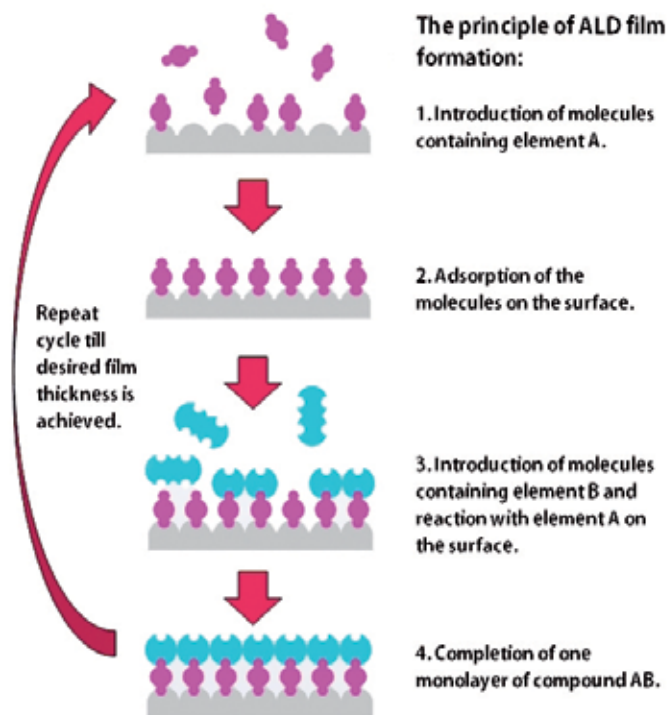 The principle of ALD film
formation:
1. Introduction of molecules
containing element A.
2. Adsorption of the
molecules on the surface.
Repeat
cycle till
desired film
thickness is
achieved.
3. Introduction of molecules
containing element B and
reaction with element A on
the surface.
4. Completion of one
monolayer of compound AB.